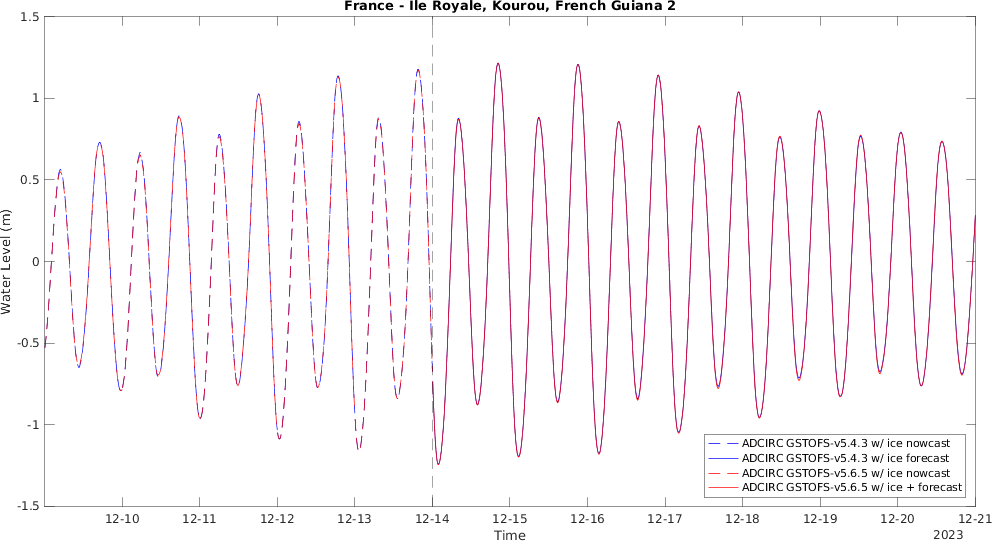 France - Ile Royale, Kourou, French Guiana 2
1.5
1
0.5
0
-0.5
-1
-1.5
Water Level (m)
ADCIRC GSTOFS-v5.4.3 w/ ice nowcast
ADCIRC GSTOFS-v5.4.3 w/ ice forecast
ADCIRC GSTOFS-v5.6.5 w/ ice nowcast
ADCIRC GSTOFS-v5.6.5 w/ ice + forecast
12-10 12-11 12-12 12-13 12-14 12-15 12-16 12-17 12-18 12-19 12-20 12-21
Time
2023